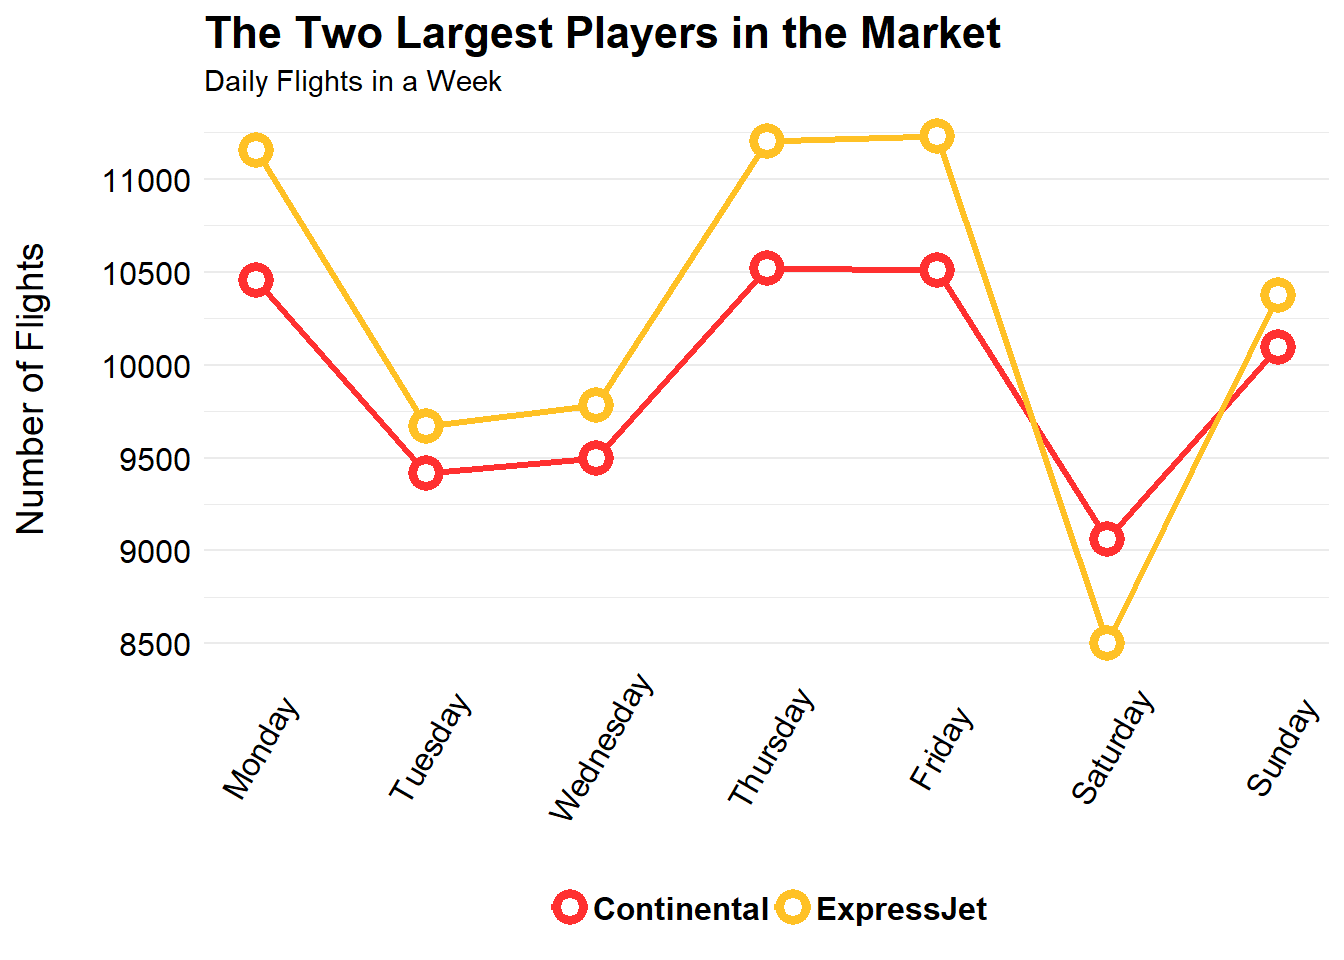 The Two Largest Players in the Market
Daily Flights in a Week
Number of Flights
11000
10500
10000
9500
9000
8500
Monday
Tuesday
Wednesday
Thursday
Friday
Saturday
Sunday
Continental
ExpressJet